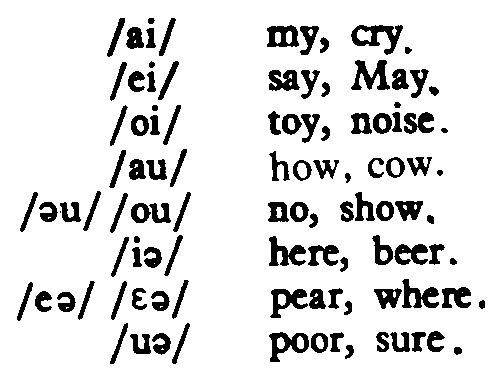 /ai/ my, cry.
/ei/ say, May.
/oi/ toy, noise.
/au/ how, cow.
/əu/ /ou/ no, show.
/iə/ here, beer.
/eə/ /ɛə/ pear, where.
/uə/ poor, sure.